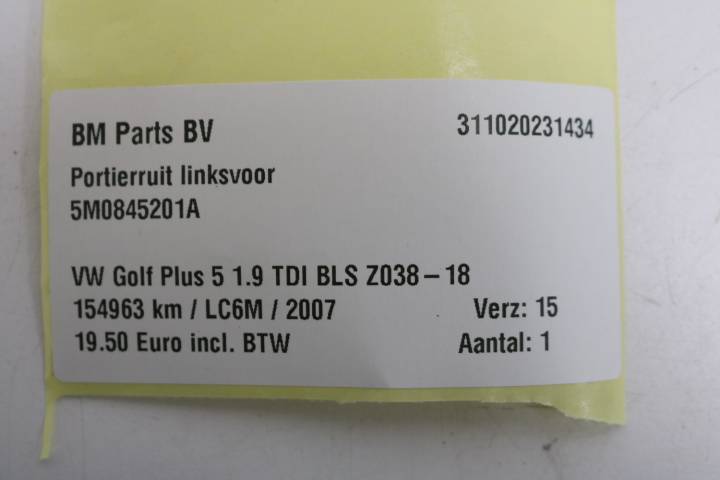 BM Parts BV 311020231434
Portierruit linksvoor
5M0845201A
VW Golf Plus 5 1.9 TDI BLS Z038 – 18
154963 km / LC6M / 2007 Verz: 15
19.50 Euro incl. BTW Aantal: 1